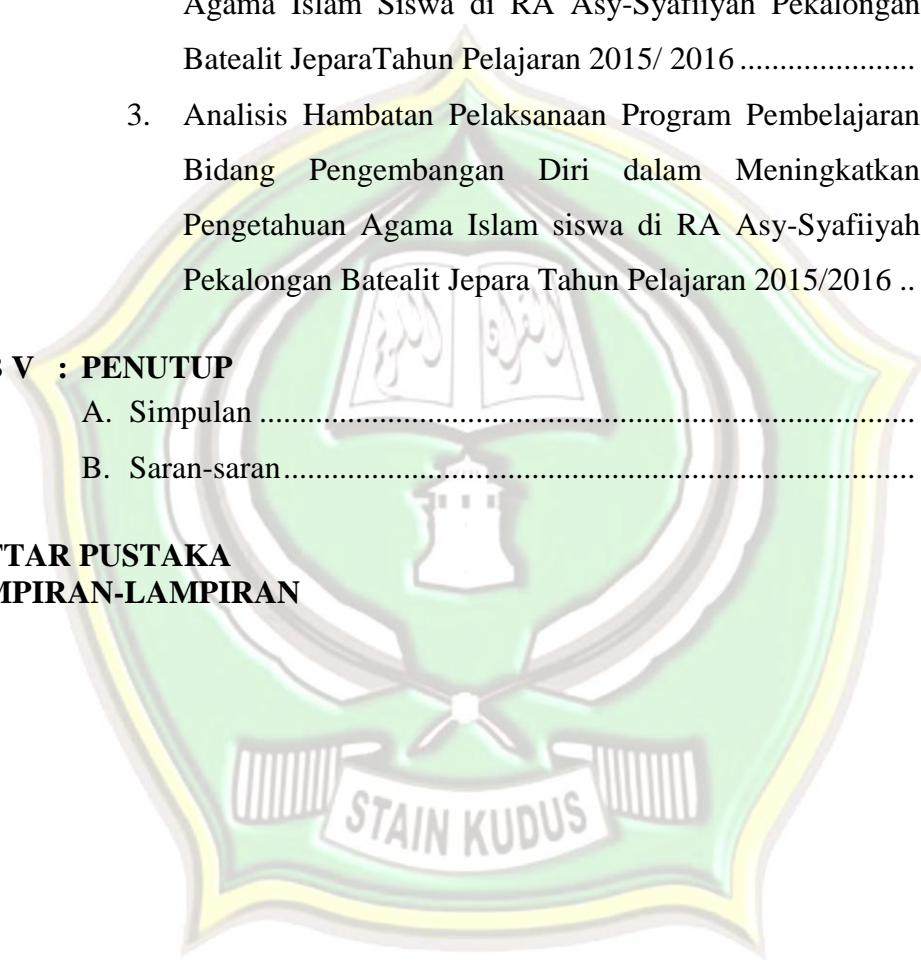 Agama Islam Siswa di RA Asy-Syafiiyah Pekalongan
Batealit JeparaTahun Pelajaran 2015/ 2016 ......................
3. Analisis Hambatan Pelaksanaan Program Pembelajaran
Bidang Pengembangan Diri dalam Meningkatkan
Pengetahuan Agama Islam siswa di RA Asy-Syafiiyah
Pekalongan Batealit Jepara Tahun Pelajaran 2015/2016 ..
V : PENUTUP
A. Simpulan ..................................................................................
B. Saran-saran...............................................................................
TAR PUSTAKA
MPIRAN-LAMPIRAN
STAIN KUDUS